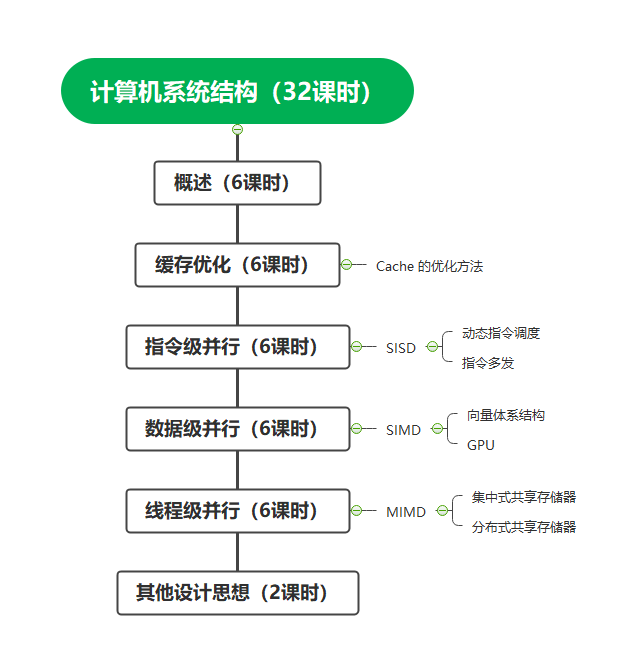 计算机系统结构（32课时）
概述（6课时）
缓存优化（6课时）
Cache 的优化方法
指令级并行（6课时）
SISD
动态指令调度
指令多发
数据级并行（6课时）
SIMD
向量体系结构
GPU
线程级并行（6课时）
MIMD
集中式共享存储器
分布式共享存储器
其他设计思想（2课时）